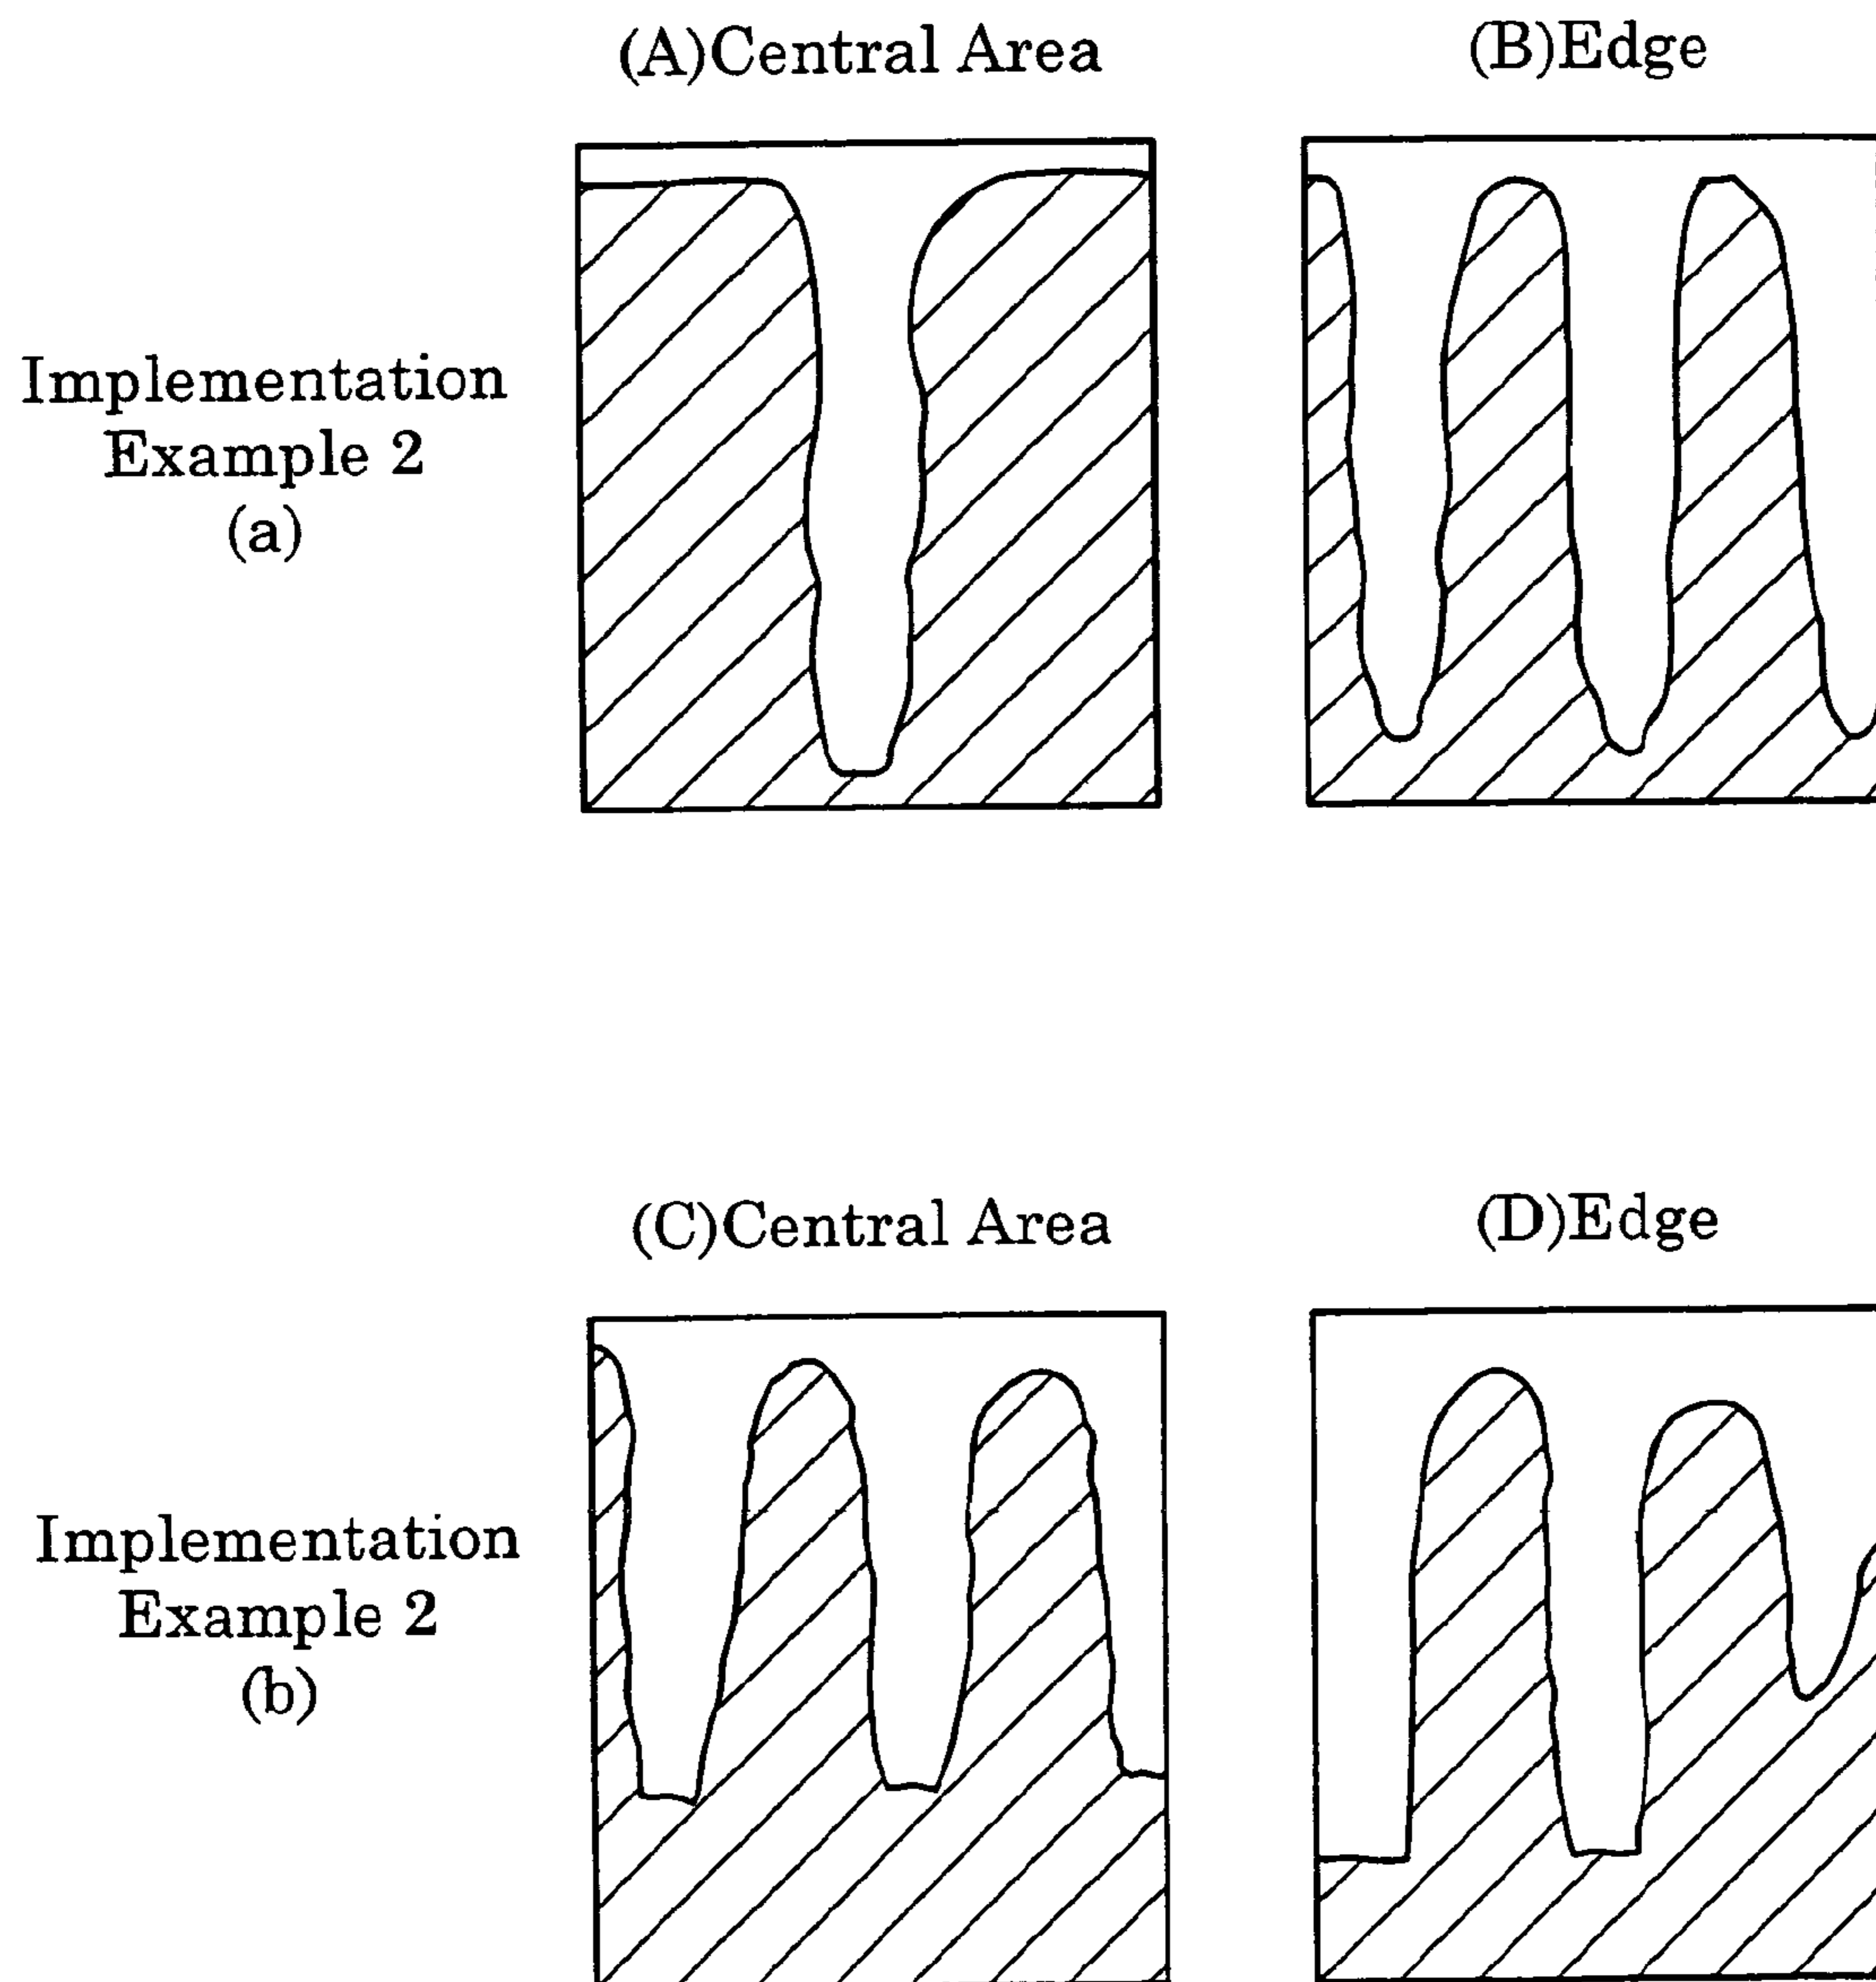 (A)Central Area
(B)Edge
Implementation
Example 2
(a)
(C)Central Area
(D)Edge
Implementation
Example 2
(b)